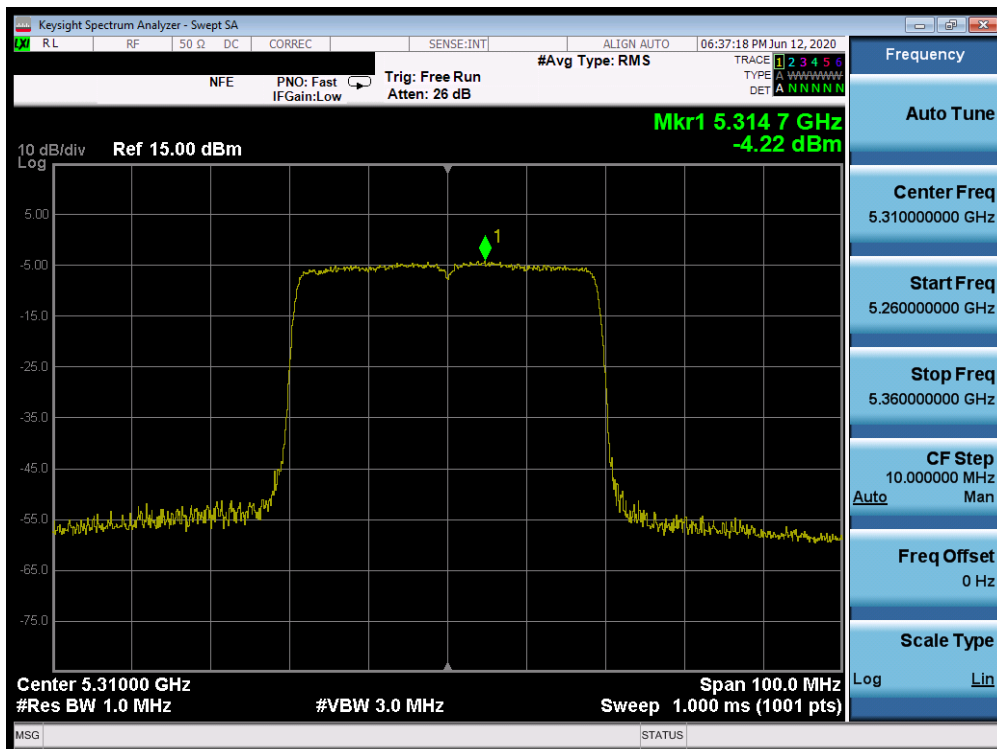 Keysight Spectrum Analyzer - Swept SA
LXI RL RF 50 Ω DC CORREC SENSE:INT ALIGN AUTO 06:37:18 PM Jun 12, 2020
NFE PNO: Fast IFGain:Low
Trig: Free Run
Atten: 26 dB
#Avg Type: RMS
TRACE 1 2 3 4 5 6
TYPE A WWWWW
DET A N N N N N
Mkr1 5.314 7 GHz
-4.22 dBm
10 dB/div Ref 15.00 dBm
Log
5.00
-5.00
-15.0
-25.0
-35.0
-45.0
-55.0
-65.0
-75.0
1
Center 5.31000 GHz Span 100.0 MHz
#Res BW 1.0 MHz #VBW 3.0 MHz Sweep 1.000 ms (1001 pts)
MSG STATUS
Frequency
Auto Tune
Center Freq
5.310000000 GHz
Start Freq
5.260000000 GHz
Stop Freq
5.360000000 GHz
CF Step
10.000000 MHz
Auto Man
Freq Offset
0 Hz
Scale Type
Log Lin